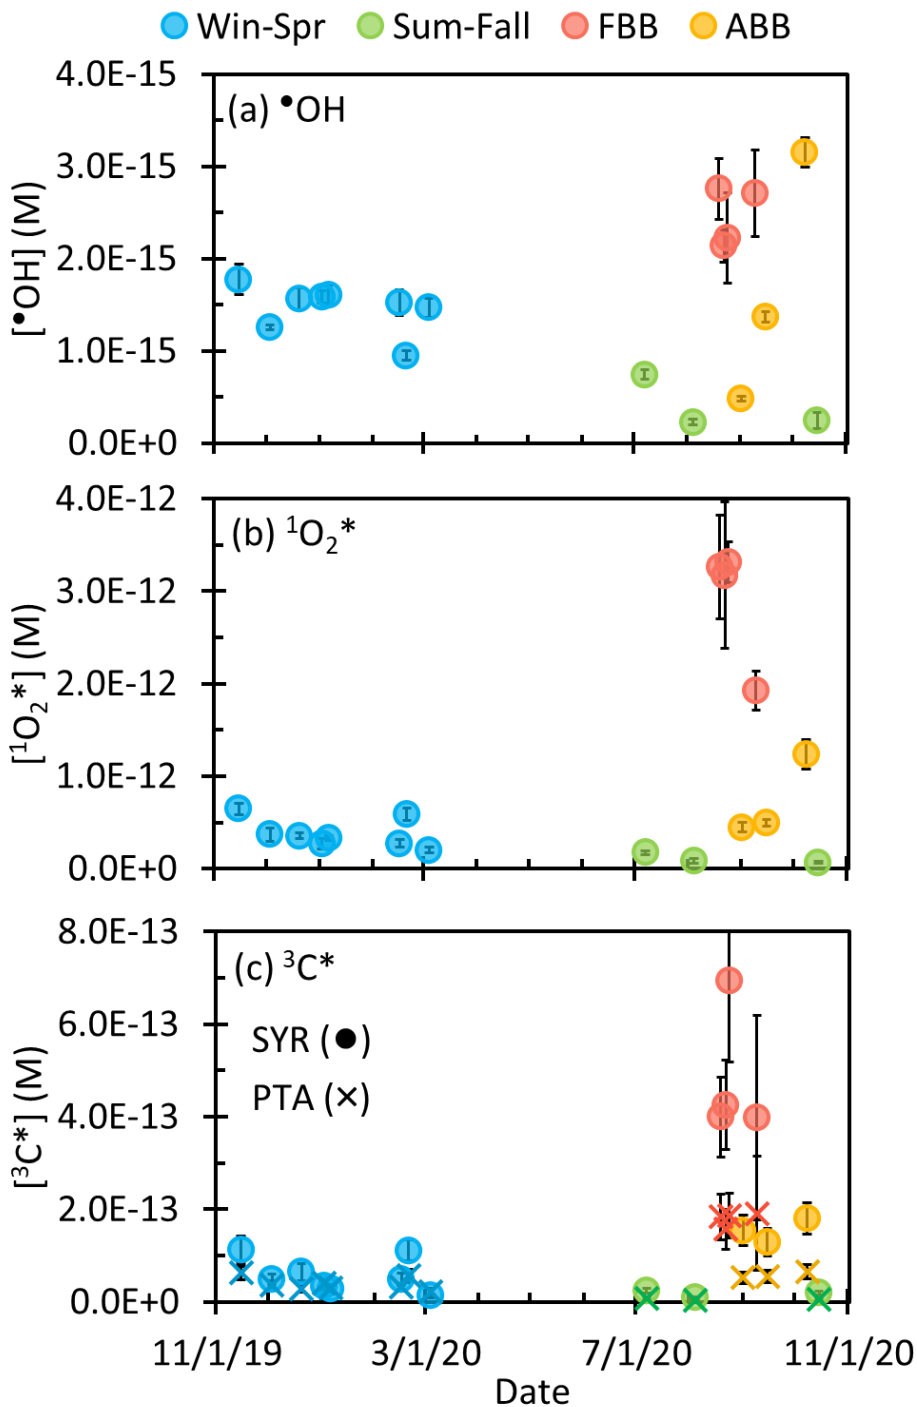 Win-Spr Sum-Fall FBB ABB
4.0E-15
(a) •OH
3.0E-15
2.0E-15
1.0E-15
0.0E+0
[•OH] (M)
4.0E-12
(b) ¹O₂*
3.0E-12
2.0E-12
1.0E-12
0.0E+0
[¹O₂*] (M)
8.0E-13
(c) ³C*
6.0E-13
SYR (●)
PTA (×)
4.0E-13
2.0E-13
0.0E+0
[³C*] (M)
11/1/19 3/1/20 7/1/20 11/1/20
Date